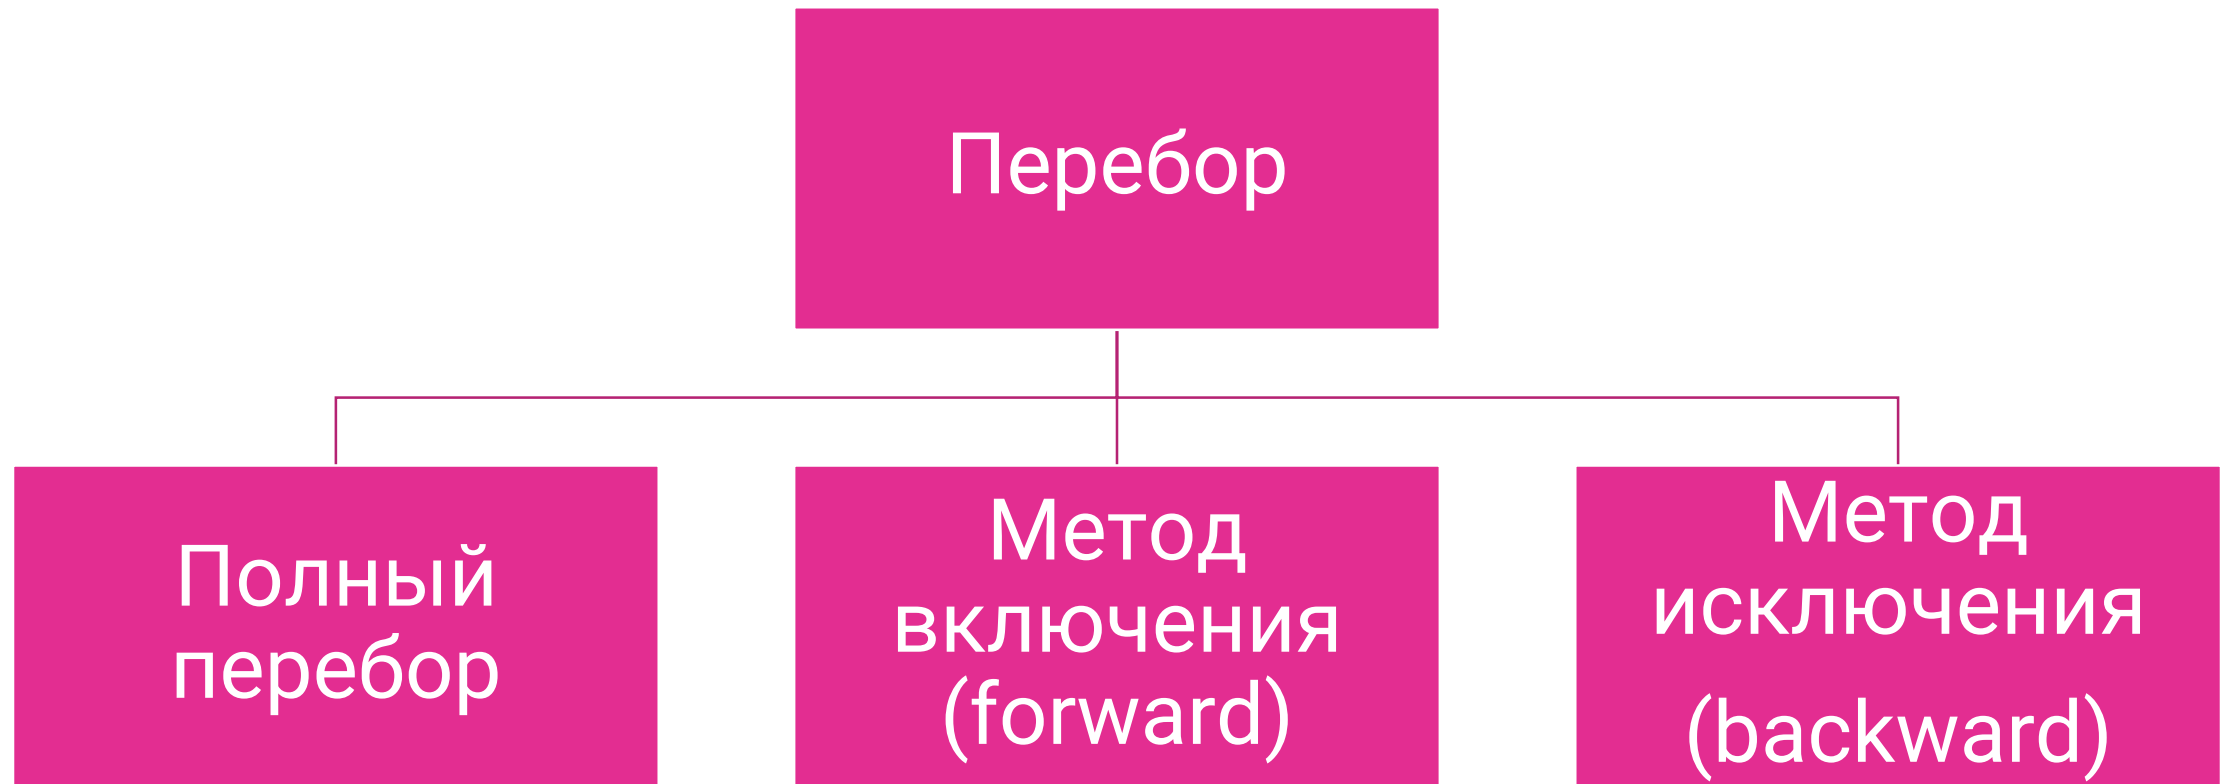 Перебор
Полный
перебор
Метод
включения
(forward)
Метод
исключения
(backward)